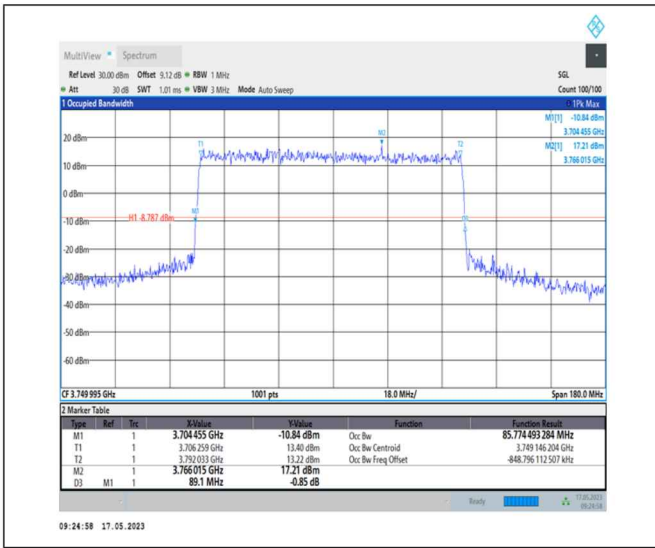 MultiView Spectrum
Ref Level 30.00 dBm Offset 9.12 dB RBW 1 MHz SGL
Att 30 dB SWT 1.01 ms VBW 3 MHz Mode Auto Sweep Count 100/100
1 Occupied Bandwidth 1Pk Max
M1[1] -10.84 dBm
3.704 455 GHz
M2[1] 17.21 dBm
3.766 015 GHz
20 dBm
T1 M2 T2
10 dBm
0 dBm
M1
H1 -8.787 dBm
-10 dBm
D3
-20 dBm
-30 dBm
-40 dBm
-50 dBm
-60 dBm
CF 3.749 995 GHz 1001 pts 18.0 MHz/ Span 180.0 MHz
2 Marker Table
Type Ref Trc X-Value Y-Value Function Function Result
M1 1 3.704 455 GHz -10.84 dBm Occ Bw 85.774 493 284 MHz
T1 1 3.706 259 GHz 13.40 dBm Occ Bw Centroid 3.749 146 204 GHz
T2 1 3.792 033 GHz 13.22 dBm Occ Bw Freq Offset -848.796 112 507 kHz
M2 1 3.766 015 GHz 17.21 dBm
D3 M1 1 89.1 MHz -0.85 dB
Ready 17.05.2023
09:24:58
09:24:58 17.05.2023